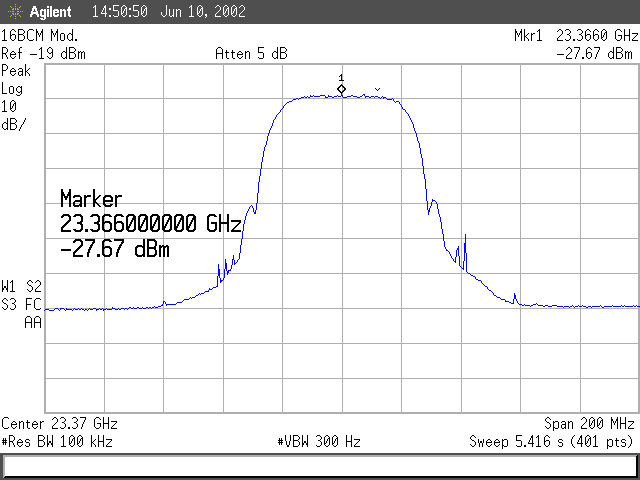 Agilent 14:50:50 Jun 10, 2002
16BCM Mod. Mkr1 23.3660 GHz
Ref -19 dBm Atten 5 dB -27.67 dBm
Peak
Log
10
dB/
1
Marker
23.366000000 GHz
-27.67 dBm
W1 S2
S3 FC
AA
Center 23.37 GHz Span 200 MHz
#Res BW 100 kHz #VBW 300 Hz Sweep 5.416 s (401 pts)